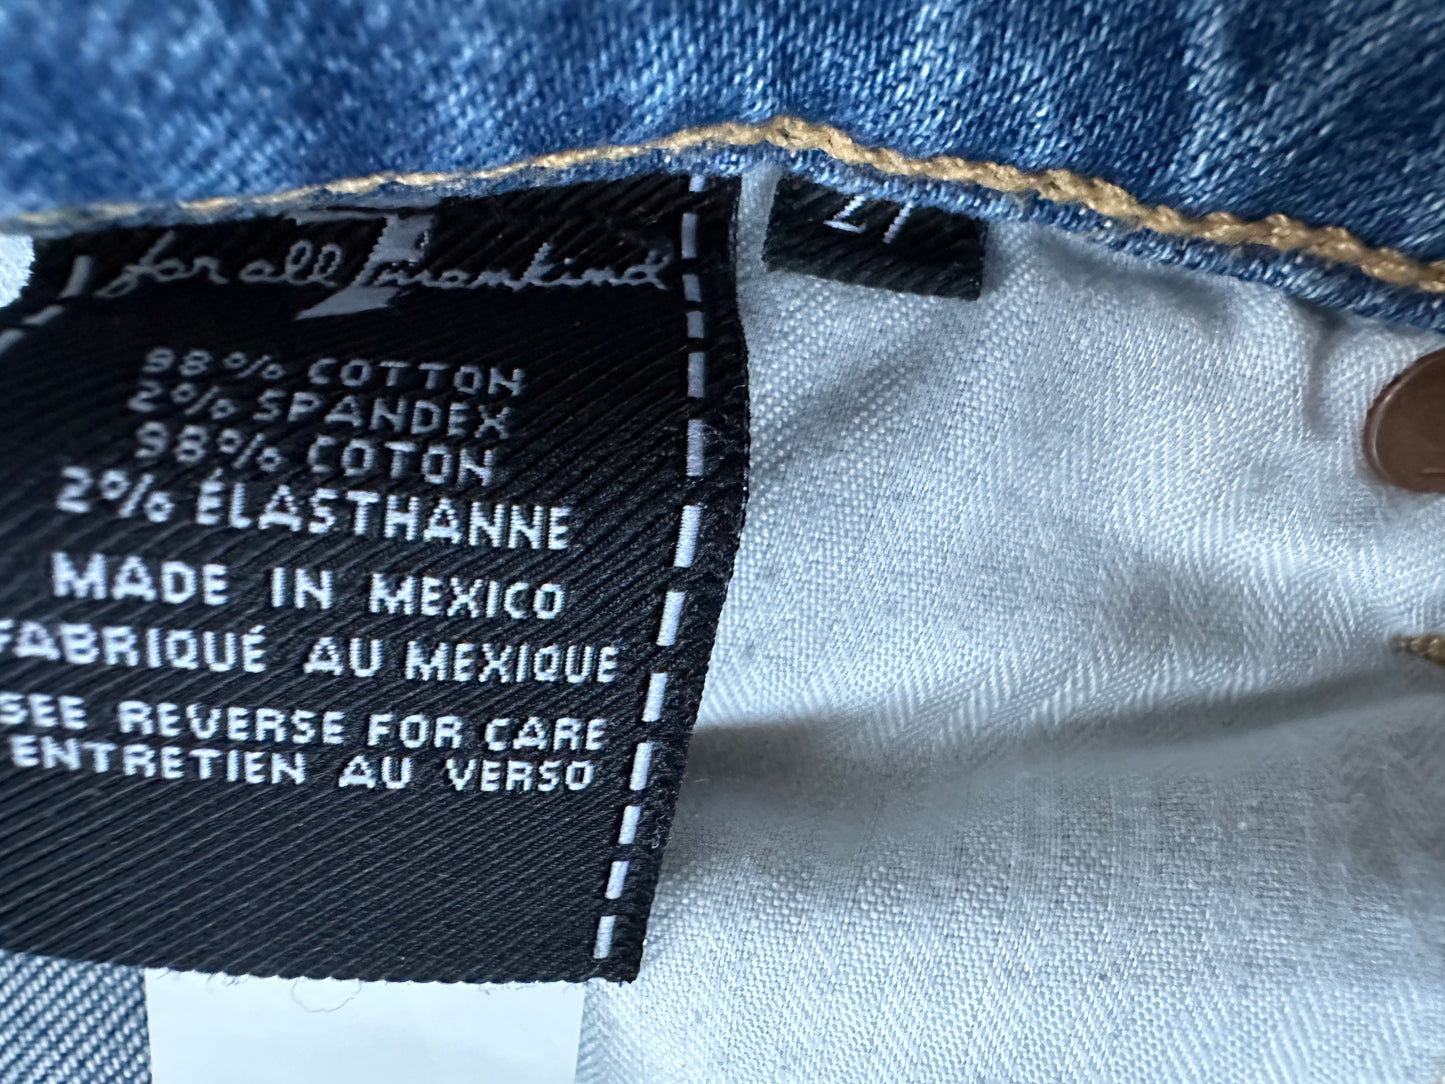 for all 7 mankind
98% COTTON
2% SPANDEX
98% COTON
2% ÉLASTHANNE
MADE IN MEXICO
FABRIQUÉ AU MEXIQUE
SEE REVERSE FOR CARE
ENTRETIEN AU VERSO